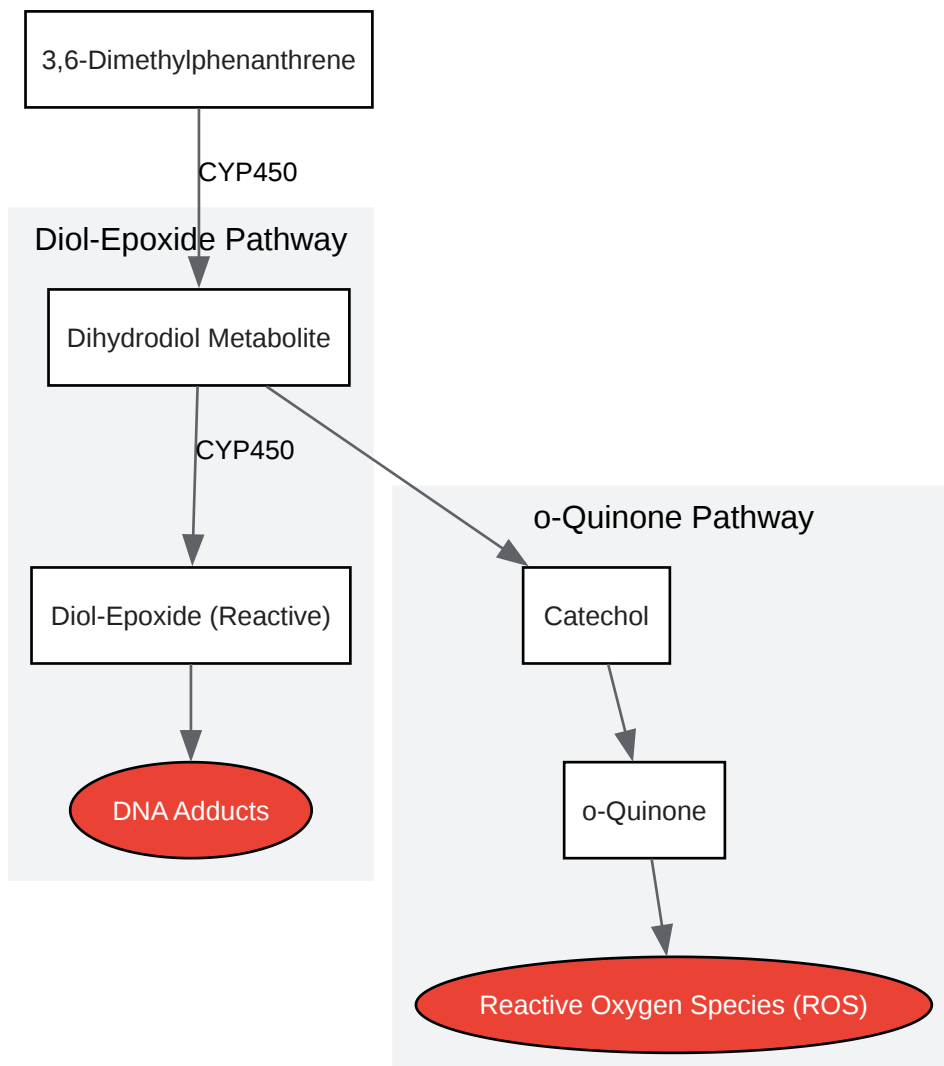 3,6-Dimethylphenanthrene
CYP450
Diol-Epoxide Pathway
Dihydrodiol Metabolite
CYP450
o-Quinone Pathway
Diol-Epoxide (Reactive)
Catechol
DNA Adducts
o-Quinone
Reactive Oxygen Species (ROS)